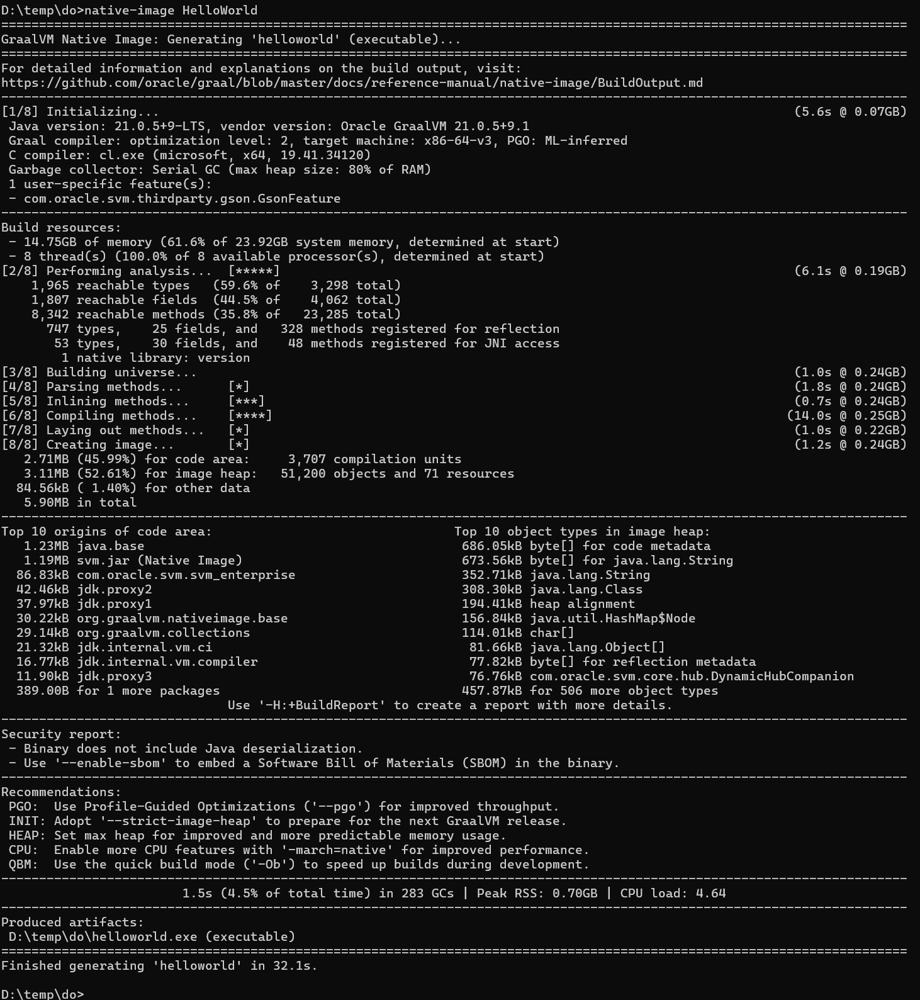 D:\temp\do>native-image HelloWorld
========================================================================================================================
GraalVM Native Image: Generating 'helloworld' (executable)...
========================================================================================================================
For detailed information and explanations on the build output, visit:
https://github.com/oracle/graal/blob/master/docs/reference-manual/native-image/BuildOutput.md
------------------------------------------------------------------------------------------------------------------------
[1/8] Initializing...                                                                                    (5.6s @ 0.07GB)
 Java version: 21.0.5+9-LTS, vendor version: Oracle GraalVM 21.0.5+9.1
 Graal compiler: optimization level: 2, target machine: x86-64-v3, PGO: ML-inferred
 C compiler: cl.exe (microsoft, x64, 19.41.34120)
 Garbage collector: Serial GC (max heap size: 80% of RAM)
 1 user-specific feature(s):
 - com.oracle.svm.thirdparty.gson.GsonFeature
------------------------------------------------------------------------------------------------------------------------
Build resources:
 - 14.75GB of memory (61.6% of 23.92GB system memory, determined at start)
 - 8 thread(s) (100.0% of 8 available processor(s), determined at start)
[2/8] Performing analysis...  [*****]                                                                    (6.1s @ 0.19GB)
    1,965 reachable types   (59.6% of    3,298 total)
    1,807 reachable fields  (44.5% of    4,062 total)
    8,342 reachable methods (35.8% of   23,285 total)
      747 types,    25 fields, and   328 methods registered for reflection
       53 types,    30 fields, and    48 methods registered for JNI access
        1 native library: version
[3/8] Building universe...                                                                               (1.0s @ 0.24GB)
[4/8] Parsing methods...      [*]                                                                        (1.8s @ 0.24GB)
[5/8] Inlining methods...     [***]                                                                      (0.7s @ 0.24GB)
[6/8] Compiling methods...    [****]                                                                    (14.0s @ 0.25GB)
[7/8] Laying out methods...   [*]                                                                        (1.0s @ 0.22GB)
[8/8] Creating image...       [*]                                                                        (1.2s @ 0.24GB)
   2.71MB (45.99%) for code area:     3,707 compilation units
   3.11MB (52.61%) for image heap:   51,200 objects and 71 resources
  84.56kB ( 1.40%) for other data
   5.90MB in total
------------------------------------------------------------------------------------------------------------------------
Top 10 origins of code area:                                Top 10 object types in image heap:
   1.23MB java.base                                          686.05kB byte[] for code metadata
   1.19MB svm.jar (Native Image)                             673.56kB byte[] for java.lang.String
  86.83kB com.oracle.svm.svm_enterprise                      352.71kB java.lang.String
  42.46kB jdk.proxy2                                         308.30kB java.lang.Class
  37.97kB jdk.proxy1                                         194.41kB heap alignment
  30.22kB org.graalvm.nativeimage.base                       156.84kB java.util.HashMap$Node
  29.14kB org.graalvm.collections                            114.01kB char[]
  21.32kB jdk.internal.vm.ci                                  81.66kB java.lang.Object[]
  16.77kB jdk.internal.vm.compiler                            77.82kB byte[] for reflection metadata
  11.90kB jdk.proxy3                                          76.76kB com.oracle.svm.core.hub.DynamicHubCompanion
  389.00B for 1 more packages                                457.87kB for 506 more object types
                              Use '-H:+BuildReport' to create a report with more details.
------------------------------------------------------------------------------------------------------------------------
Security report:
 - Binary does not include Java deserialization.
 - Use '--enable-sbom' to embed a Software Bill of Materials (SBOM) in the binary.
------------------------------------------------------------------------------------------------------------------------
Recommendations:
 PGO:  Use Profile-Guided Optimizations ('--pgo') for improved throughput.
 INIT: Adopt '--strict-image-heap' to prepare for the next GraalVM release.
 HEAP: Set max heap for improved and more predictable memory usage.
 CPU:  Enable more CPU features with '-march=native' for improved performance.
 QBM:  Use the quick build mode ('-Ob') to speed up builds during development.
------------------------------------------------------------------------------------------------------------------------
                        1.5s (4.5% of total time) in 283 GCs | Peak RSS: 0.70GB | CPU load: 4.64
------------------------------------------------------------------------------------------------------------------------
Produced artifacts:
 D:\temp\do\helloworld.exe (executable)
========================================================================================================================
Finished generating 'helloworld' in 32.1s.

D:\temp\do>